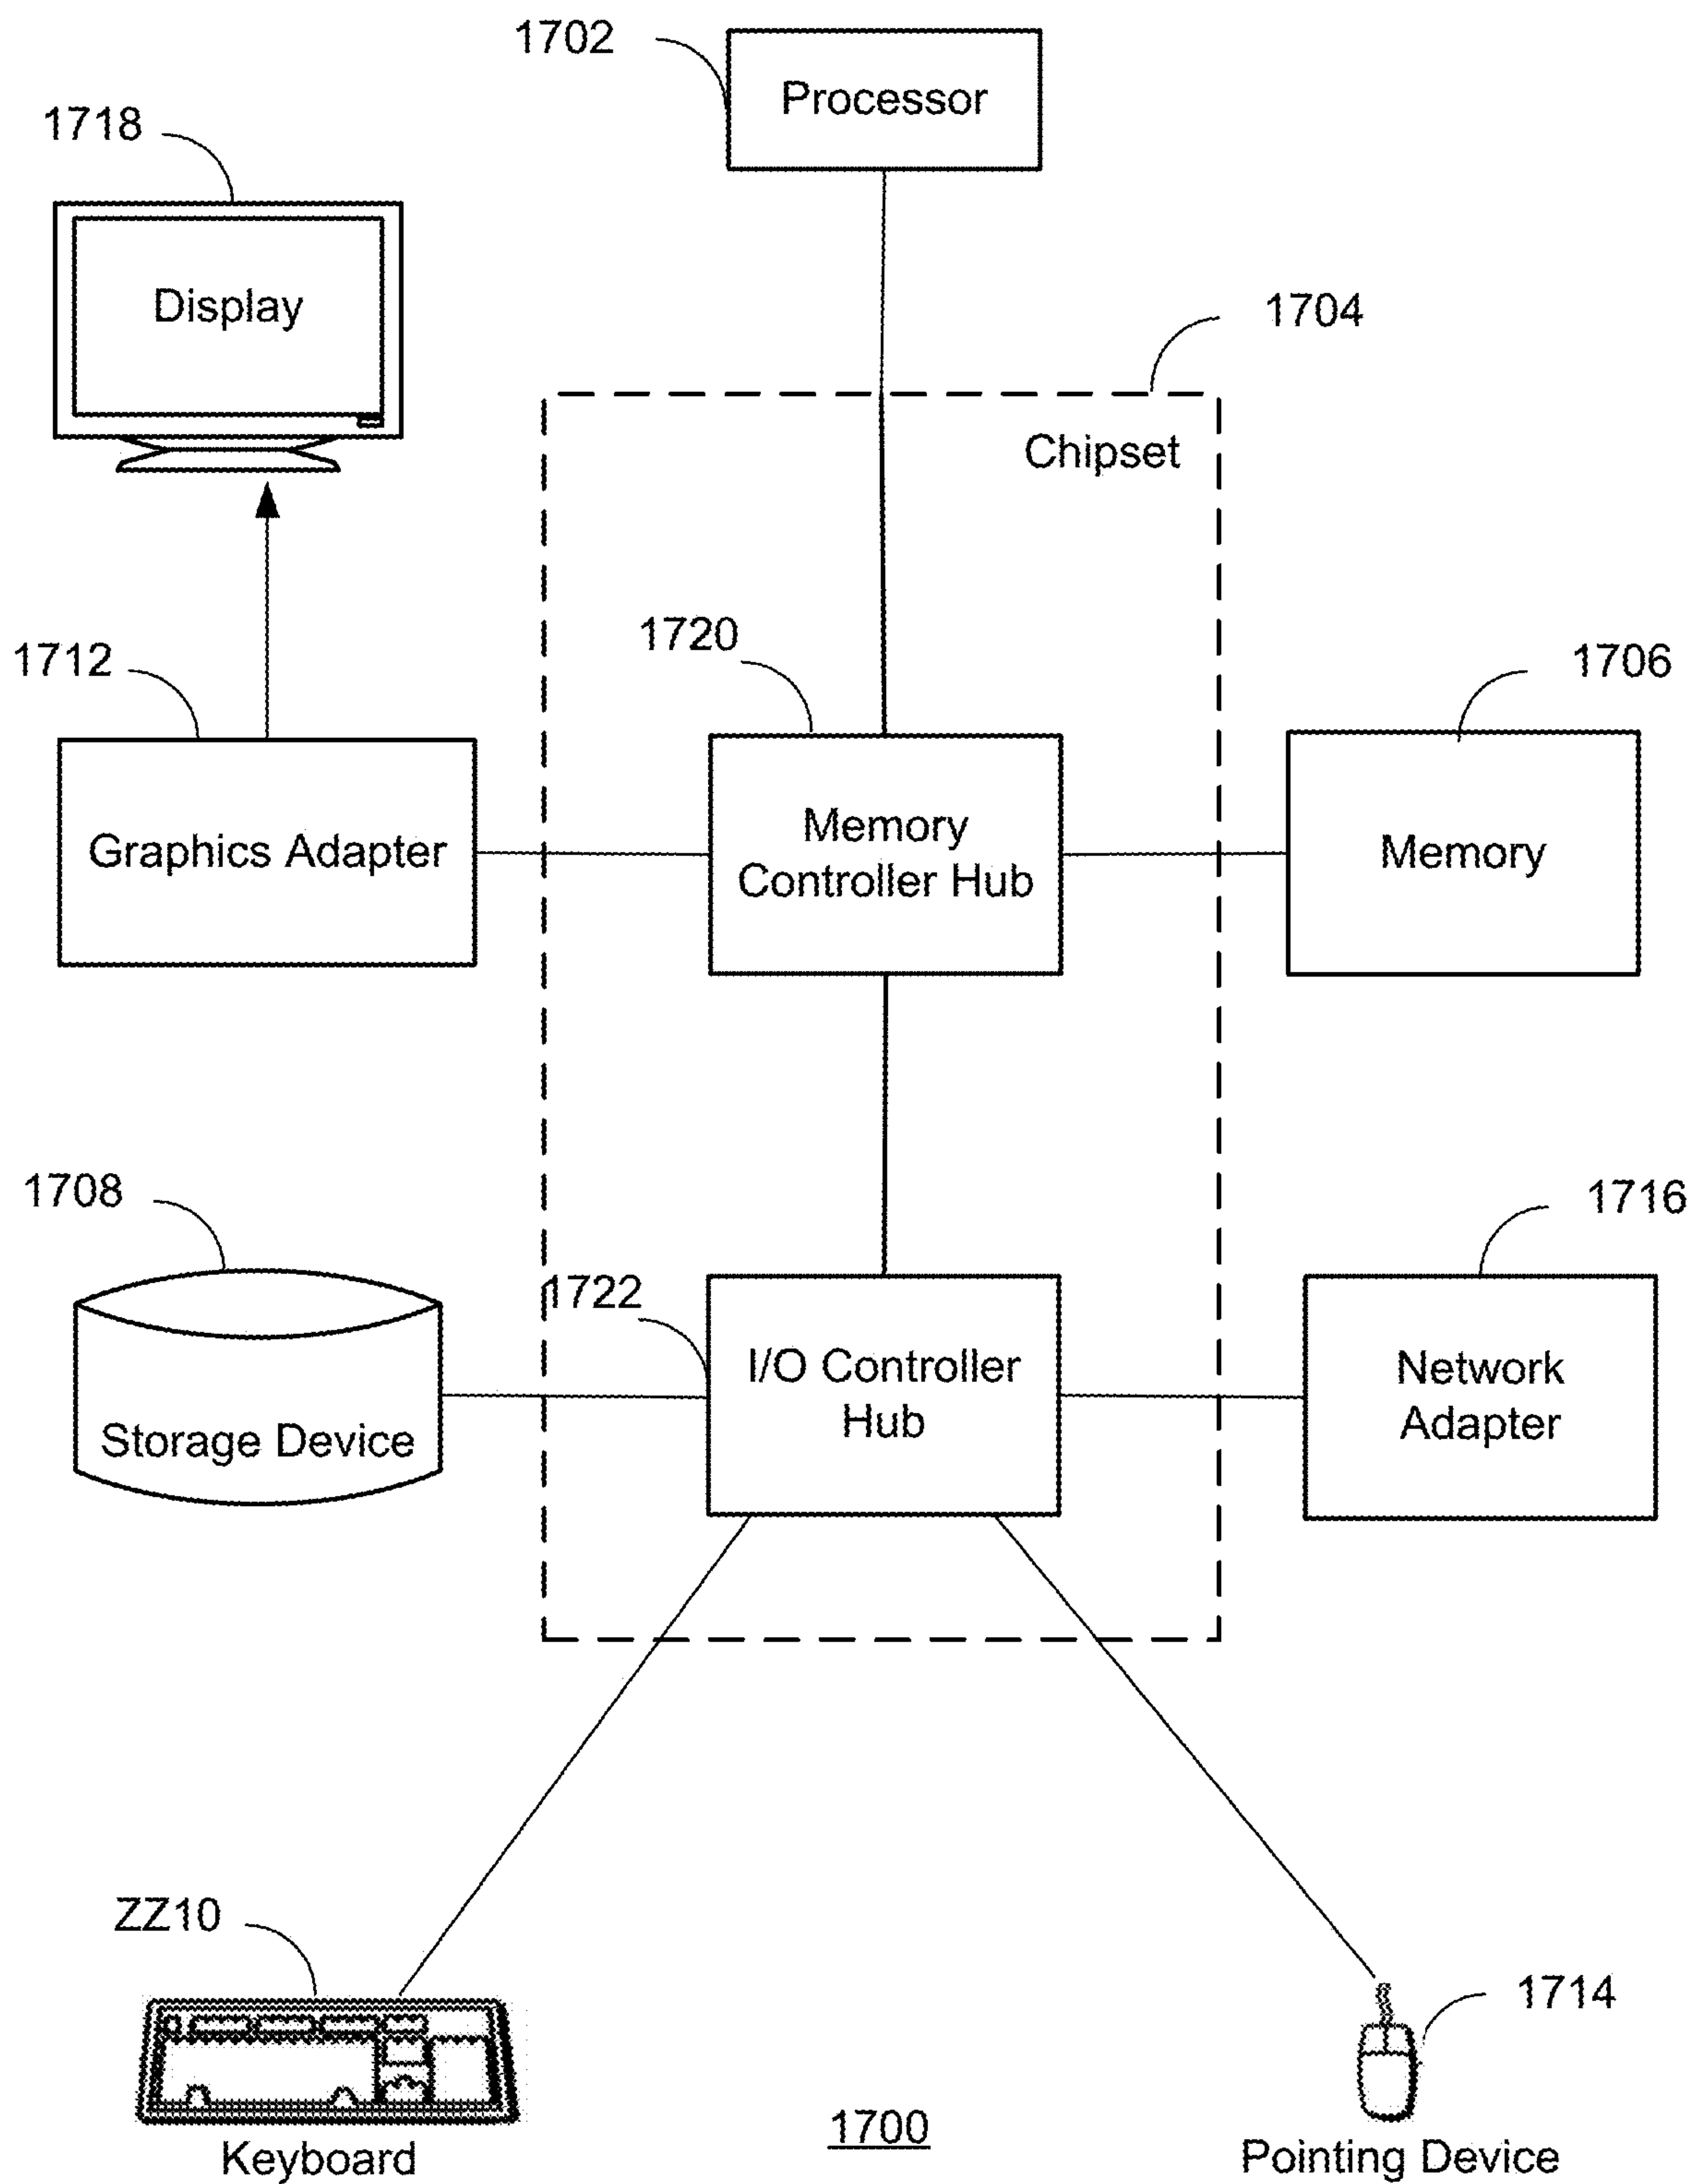 1702
Processor
1718
Display
1704
Chipset
1720
1712
1706
Graphics Adapter
Memory
Controller Hub
Memory
1708
1716
1722
Storage Device
I/O Controller
Hub
Network
Adapter
ZZ10
1714
Keyboard
1700
Pointing Device